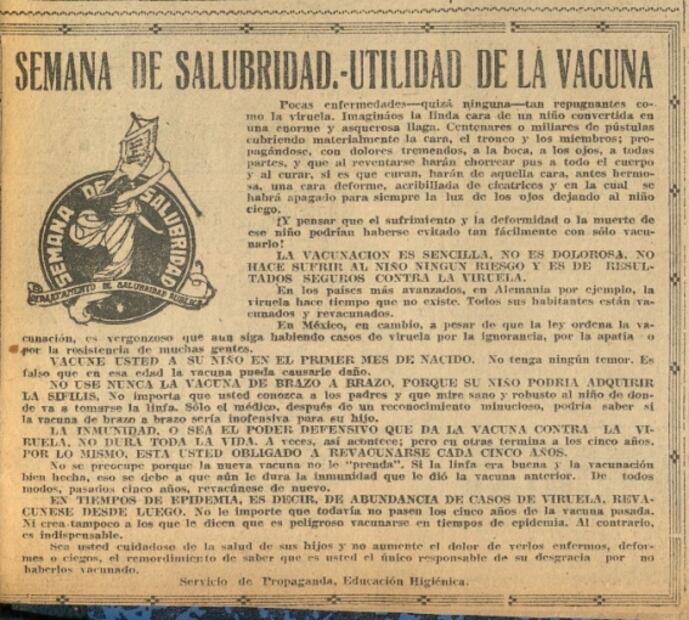 SEMANA DE SALUBRIDAD.-UTILIDAD DE LA VACUNA
SEMANA DE SALUBRIDAD
DEPARTAMENTO DE SALUBRIDAD PUBLICA
Pocas enfermedades—quizá ninguna—tan repugnantes co-
mo la viruela. Imagináos la linda cara de un niño convertida en
una enorme y asquerosa llaga. Centenares o miliares de pústulas
cubriendo materialmente la cara, el tronco y los miembros; pro-
pagándose, con dolores tremendos, a la boca, a los ojos, a todas
partes, y que al reventarse harán chorrear pus a todo el cuerpo
y al curar, si es que curan, harán de aquella cara, antes hermo-
sa, una cara deforme, acribillada de cicatrices y en la cual se
habrá apagado para siempre la luz de los ojos dejando al niño
ciego.
¡Y pensar que el sufrimiento y la deformidad o la muerte de
ese niño podrían haberse evitado tan fácilmente con sólo vacu-
narlo!
LA VACUNACION ES SENCILLA, NO ES DOLOROSA, NO
HACE SUFRIR AL NIÑO NINGUN RIESGO Y ES DE RESUL-
TADOS SEGUROS CONTRA LA VIRUELA.
En los países más avanzados, en Alemania por ejemplo, la
viruela hace tiempo que no existe. Todos sus habitantes están va-
cunados y revacunados.
En México, en cambio, a pesar de que la ley ordena la va-
cunación, es vergonzoso que aun siga habiendo casos de viruela por la ignorancia, por la apatía o
por la resistencia de muchas gentes.
VACUNE USTED A SU NIÑO EN EL PRIMER MES DE NACIDO. No tenga ningún temor. Es
falso que en esa edad la vacuna pueda causarle daño.
NO USE NUNCA LA VACUNA DE BRAZO A BRAZO, PORQUE SU NIÑO PODRIA ADQUIRIR
LA SIFILIS. No importa que usted conozca a los padres y que mire sano y robusto al niño de don-
de va a tomarse la linfa. Sólo el médico, después de un reconocimiento minucioso, podría saber si
la vacuna de brazo a brazo sería inofensiva para su hijo.
LA INMUNIDAD, O SEA EL PODER DEFENSIVO QUE DA LA VACUNA CONTRA LA VI-
RUELA, NO DURA TODA LA VIDA. A veces, así acontece; pero en otras termina a los cinco años.
POR LO MISMO, ESTA USTED OBLIGADO A REVACUNARSE CADA CINCO AÑOS.
No se preocupe porque la nueva vacuna no le "prenda". Si la linfa era buena y la vacunación
bien hecha, eso se debe a que aún le dura la inmunidad que le dió la vacuna anterior. De todos
modos, pasados cinco años, revacúnese de nuevo.
EN TIEMPOS DE EPIDEMIA, ES DECIR, DE ABUNDANCIA DE CASOS DE VIRUELA, REVA-
CUNESE DESDE LUEGO. No le importe que todavía no pasen los cinco años de la vacuna pasada.
Ni crea tampoco a los que le dicen que es peligroso vacunarse en tiempos de epidemia. Al contrario,
es indispensable.
Sea usted cuidadoso de la salud de sus hijos y no aumente el dolor de verlos enfermos, defor-
mes o ciegos, el remordimiento de saber que es usted el único responsable de su desgracia por no
haberlos vacunado.
Servicio de Propaganda, Educación Higiénica.